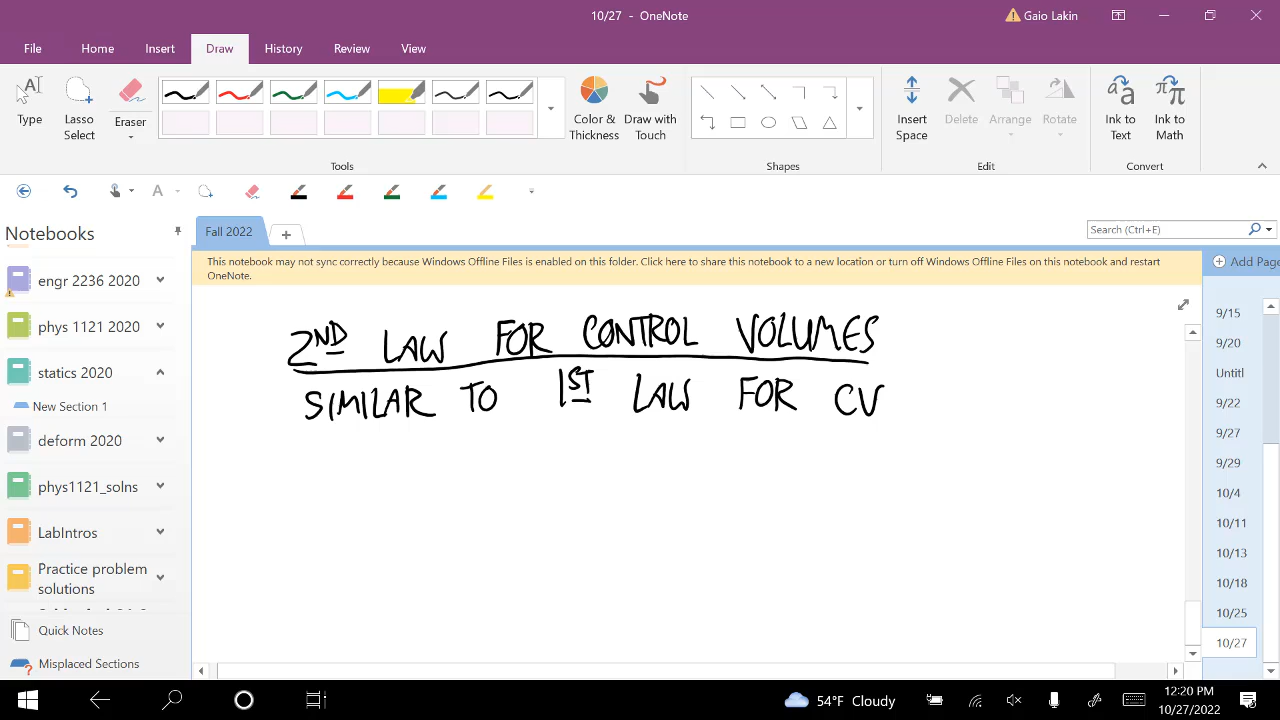 10/27 - OneNote
Gaio Lakin
File Home Insert Draw History Review View
Type
Lasso Select
Eraser
Color & Thickness
Draw with Touch
Insert Space
Delete
Arrange
Rotate
Ink to Text
Ink to Math
Tools
Shapes
Edit
Convert
A
Notebooks
Fall 2022
Search (Ctrl+E)
This notebook may not sync correctly because Windows Offline Files is enabled on this folder. Click here to share this notebook to a new location or turn off Windows Offline Files on this notebook and restart
OneNote.
Add Page
engr 2236 2020
phys 1121 2020
statics 2020
New Section 1
deform 2020
phys1121_solns
LabIntros
Practice problem
solutions
Quick Notes
Misplaced Sections
2ND LAW FOR CONTROL VOLUMES
SIMILAR TO 1ST LAW FOR CV
9/15
9/20
Untitl
9/22
9/27
9/29
10/4
10/11
10/13
10/18
10/25
10/27
54°F Cloudy
12:20 PM
10/27/2022